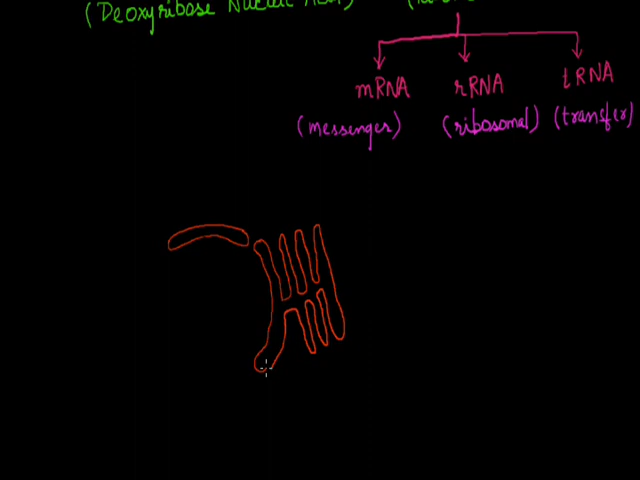 (Deoxyribose Nucleic Acid)
mRNA rRNA tRNA
(messenger) (ribosomal) (transfer)